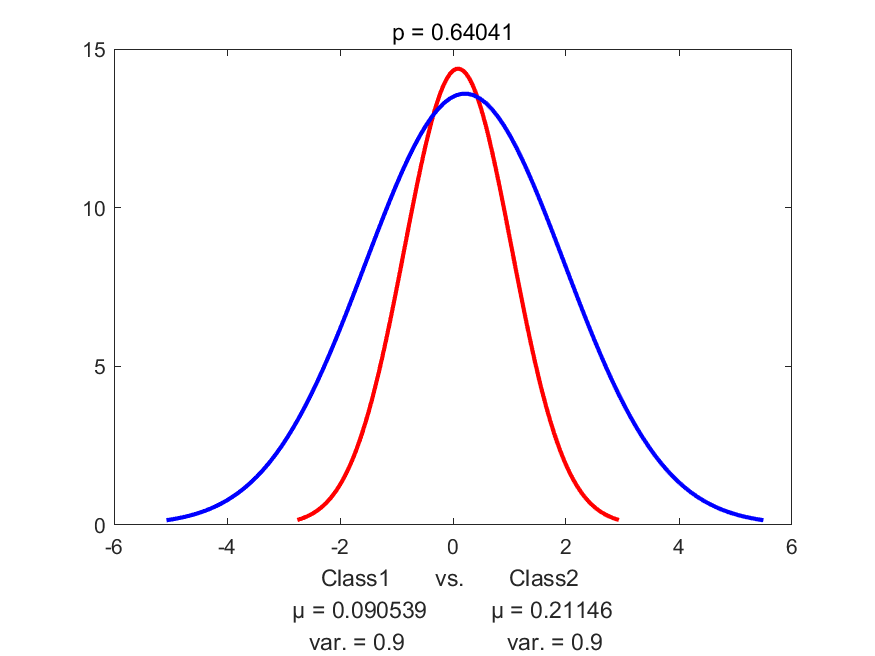 p = 0.64041
15
10
5
0
-6 -4 -2 0 2 4 6
Class1 vs. Class2
μ = 0.090539 μ = 0.21146
var. = 0.9 var. = 0.9